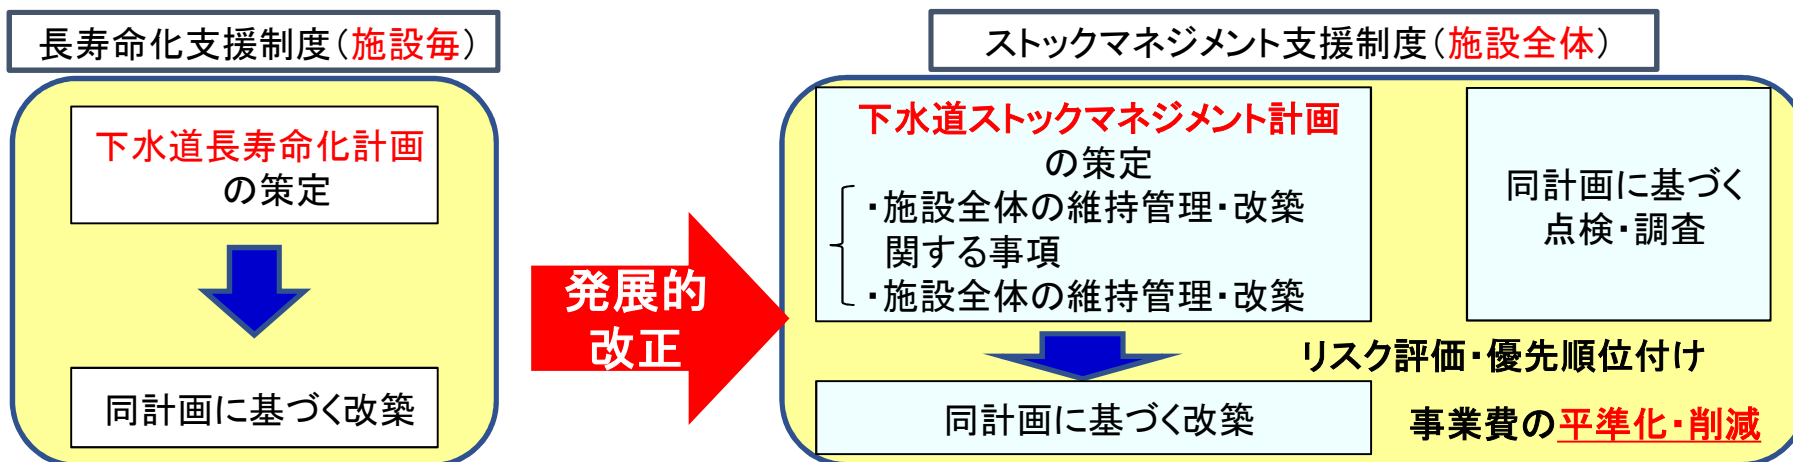 長寿命化支援制度（施設毎）
下水道長寿命化計画
の策定
同計画に基づく改築
発展的
改正
ストックマネジメント支援制度（施設全体）
下水道ストックマネジメント計画
の策定
・施設全体の維持管理・改築
関する事項
・施設全体の維持管理・改築
同計画に基づく
点検・調査
リスク評価・優先順位付け
同計画に基づく改築
事業費の平準化・削減